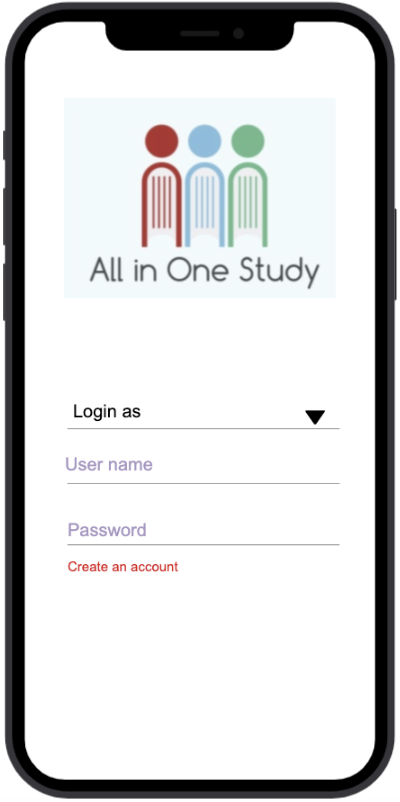 All in One Study
Login as
User name
Password
Create an account